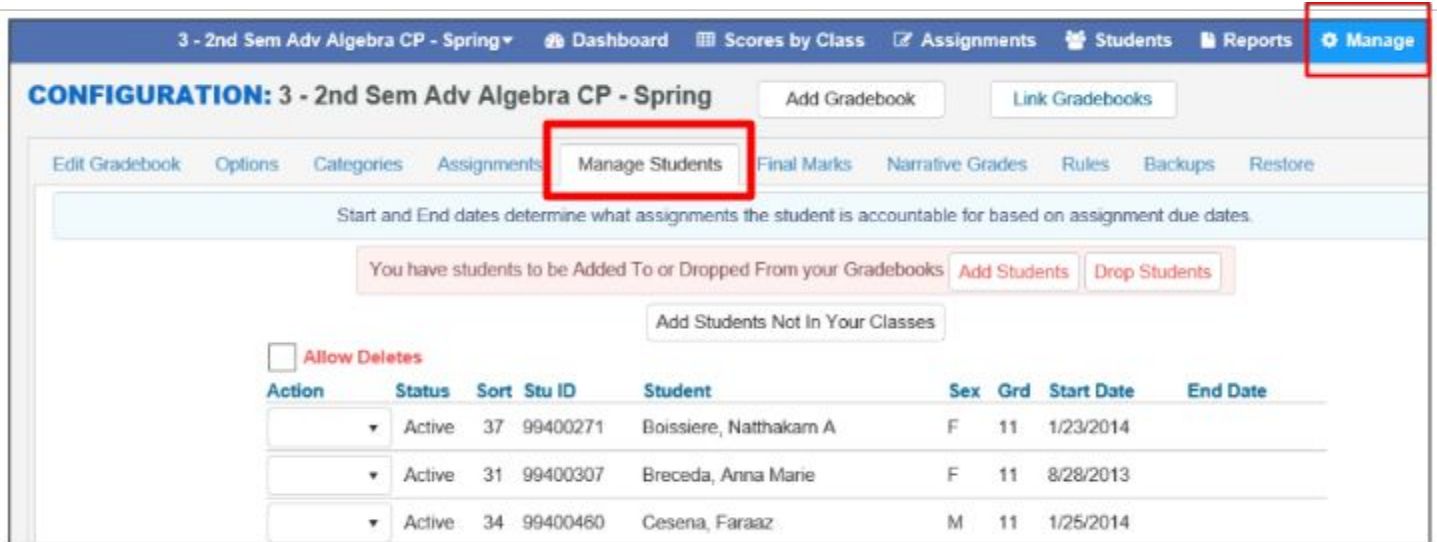 3 - 2nd Sem Adv Algebra CP - Spring Dashboard Scores by Class Assignments Students Reports Manage
CONFIGURATION: 3 - 2nd Sem Adv Algebra CP - Spring Add Gradebook Link Gradebooks
Edit Gradebook Options Categories Assignments Manage Students Final Marks Narrative Grades Rules Backups Restore
Start and End dates determine what assignments the student is accountable for based on assignment due dates.
You have students to be Added To or Dropped From your Gradebooks Add Students Drop Students
Add Students Not In Your Classes
Allow Deletes
Action Status Sort Stu ID Student Sex Grd Start Date End Date
Active 37 99400271 Boissiere, Natthakarn A F 11 1/23/2014
Active 31 99400307 Breceda, Anna Marie F 11 8/28/2013
Active 34 99400460 Cesena, Faraaz M 11 1/25/2014